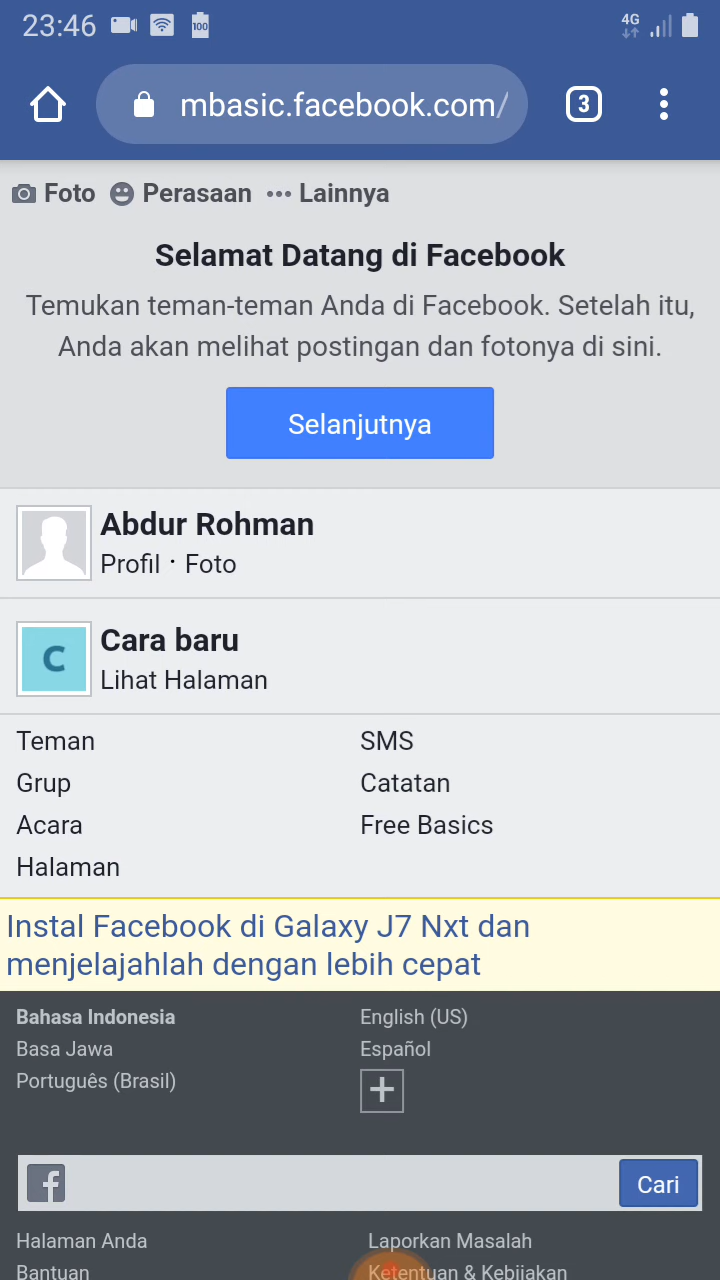 23:46
100
4G
mbasic.facebook.com/
3
Foto Perasaan Lainnya
Selamat Datang di Facebook
Temukan teman-teman Anda di Facebook. Setelah itu,
Anda akan melihat postingan dan fotonya di sini.
Selanjutnya
Abdur Rohman
Profil · Foto
C
Cara baru
Lihat Halaman
Teman SMS
Grup Catatan
Acara Free Basics
Halaman
Instal Facebook di Galaxy J7 Nxt dan
menjelajahlah dengan lebih cepat
Bahasa Indonesia English (US)
Basa Jawa Español
Português (Brasil)
Cari
Halaman Anda Laporkan Masalah
Bantuan Ketentuan & Kebijakan